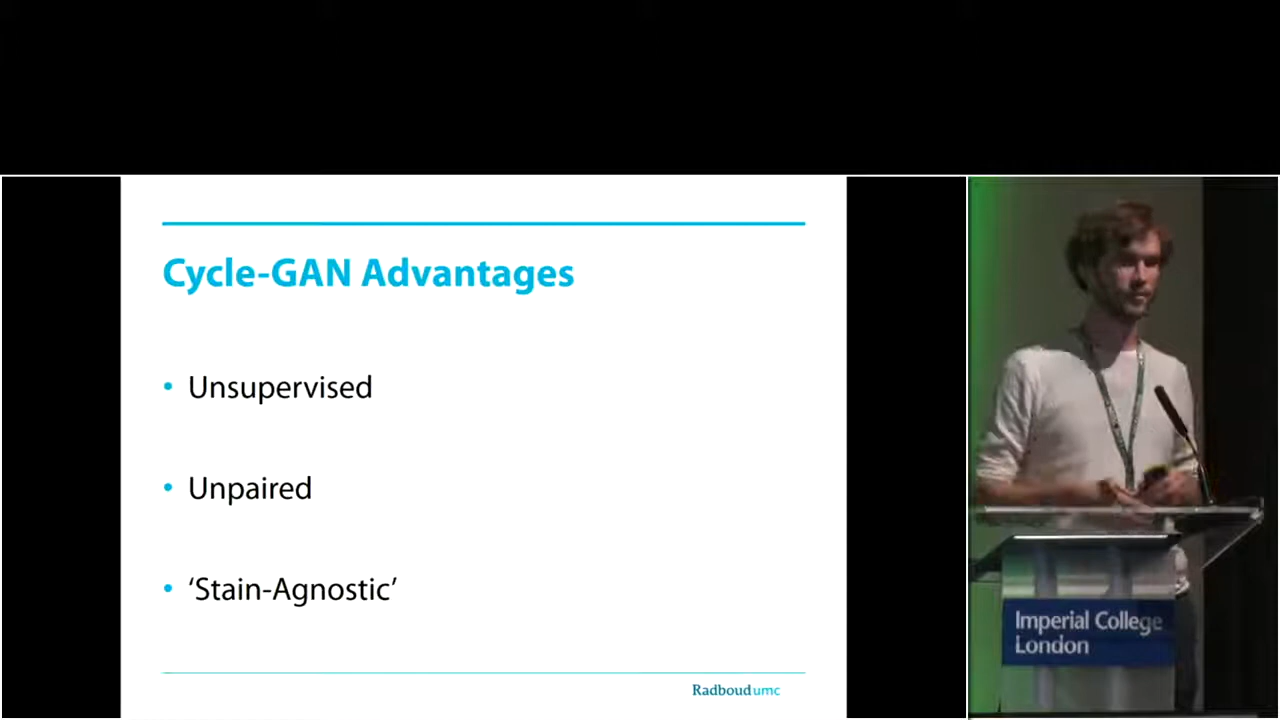 Cycle-GAN Advantages
• Unsupervised
• Unpaired
• ‘Stain-Agnostic’
Radboudumc
Imperial College
London